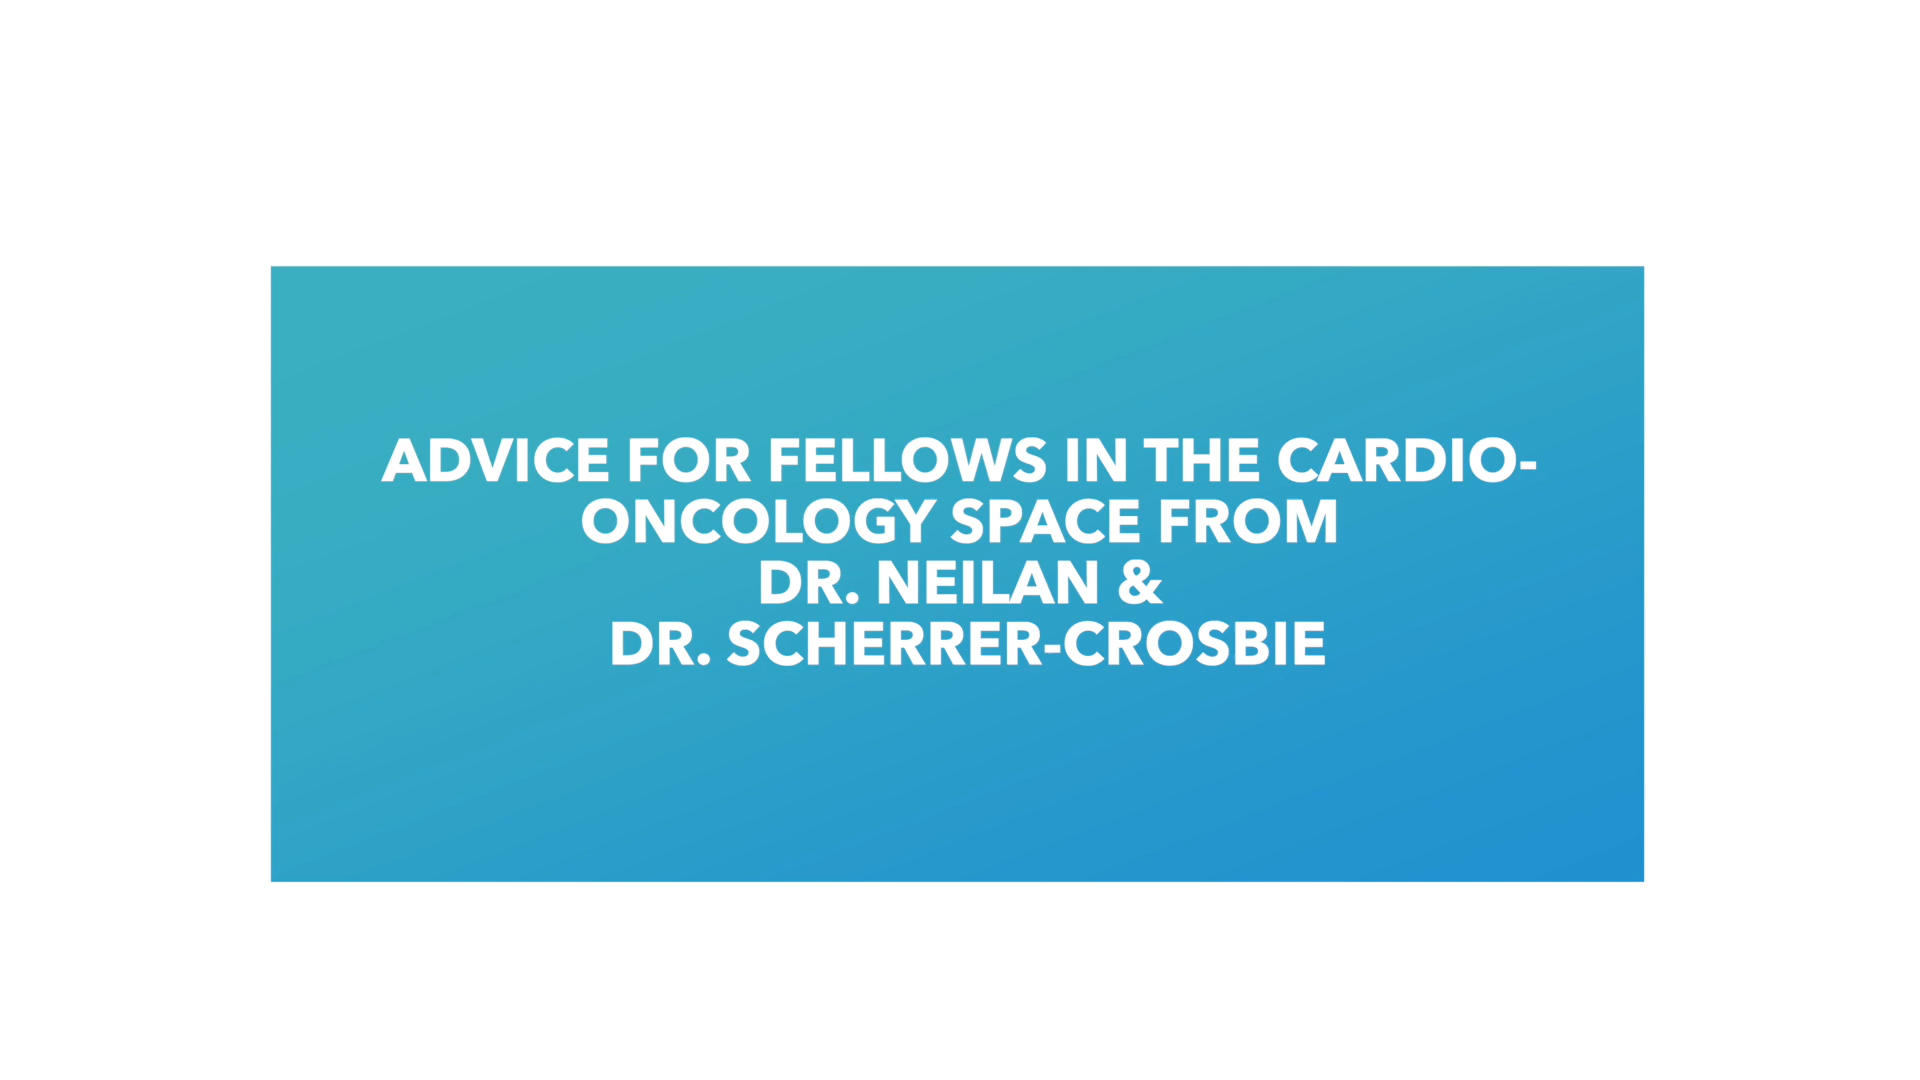 ADVICE FOR FELLOWS IN THE CARDIO-
ONCOLOGY SPACE FROM
DR. NEILAN &
DR. SCHERRER-CROSBIE